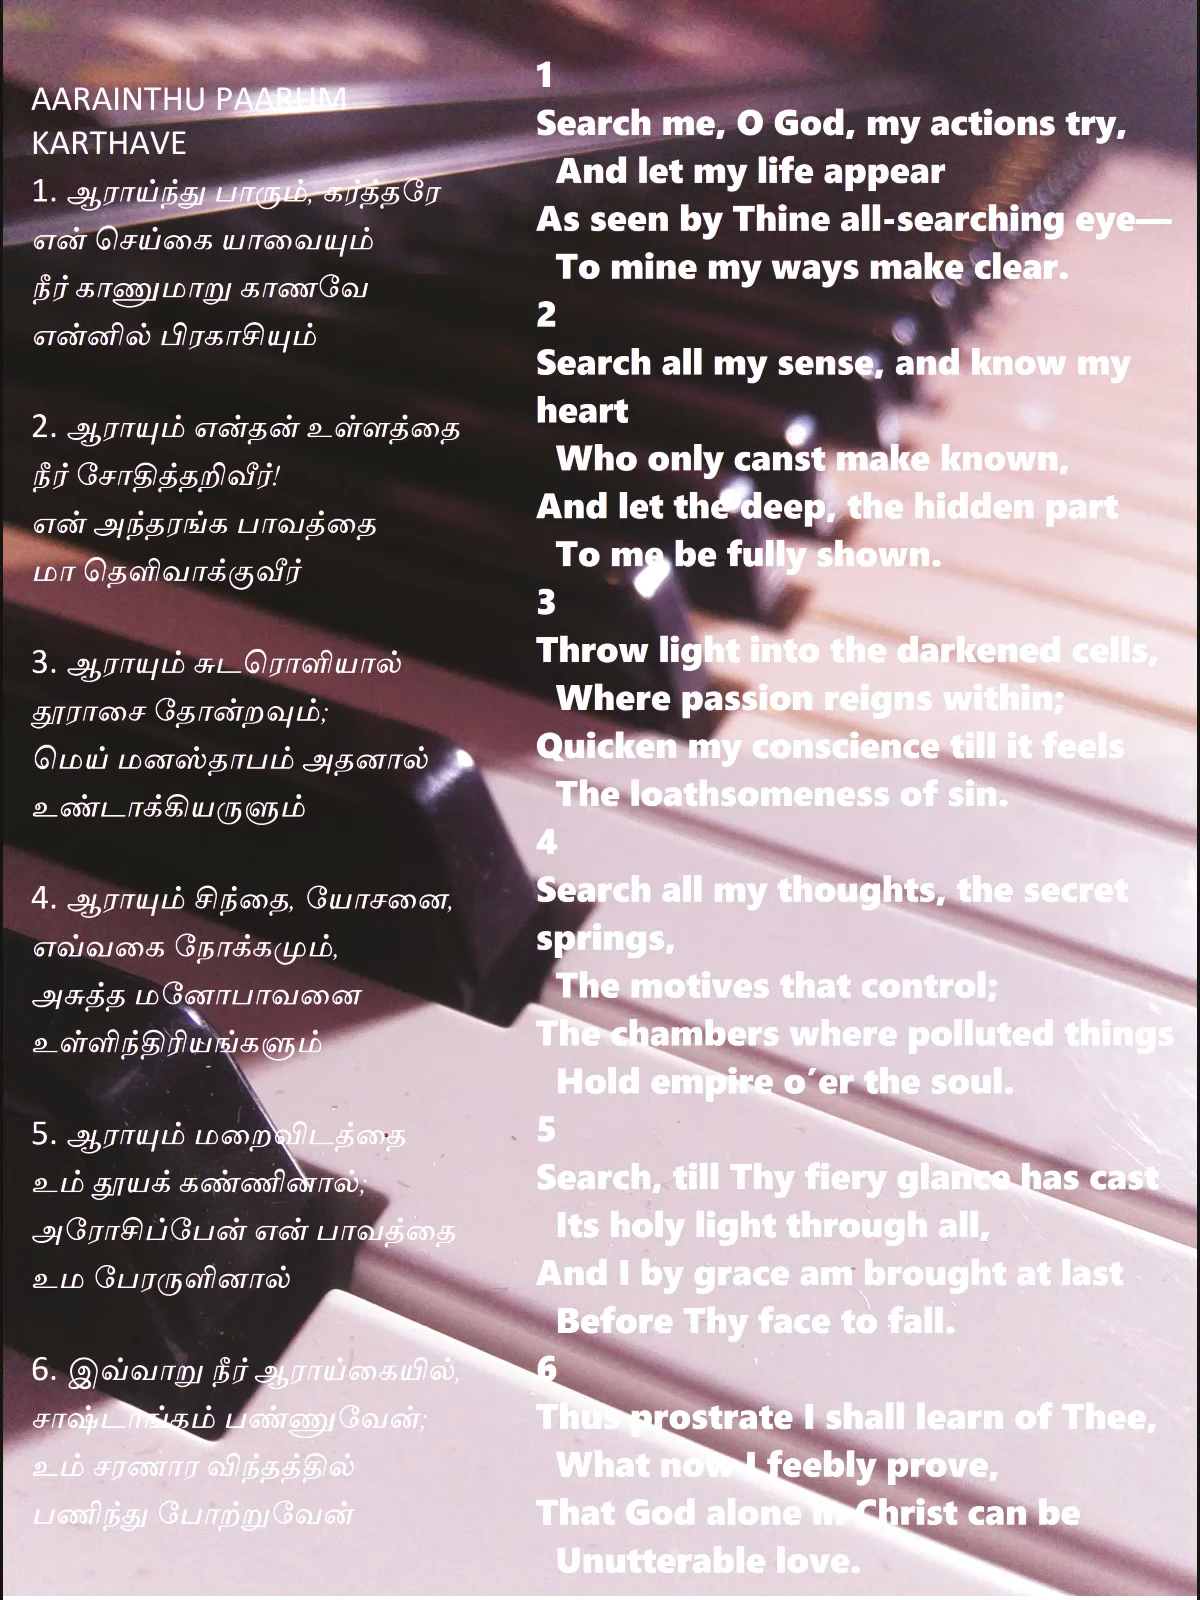 AARAINTHU PAARUM
KARTHAVE
1. ஆராய்ந்து பாரும், கர்த்தரே
என் செய்கை யாவையும்
நீர் காணுமாறு காணவே
என்னில் பிரகாசியும்
2. ஆராயும் என்தன் உள்ளத்தை
நீர் சோதித்தறிவீர்!
என் அந்தரங்க பாவத்தை
மா தெளிவாக்குவீர்
3. ஆராயும் சுடரொளியால்
தூராசை தோன்றவும்;
மெய் மனஸ்தாபம் அதனால்
உண்டாக்கியருளும்
4. ஆராயும் சிந்தை, யோசனை,
எவ்வகை நோக்கமும்,
அசுத்த மனோபாவனை
உள்ளிந்திரியங்களும்
5. ஆராயும் மறைவிடத்தை
உம் தூயக் கண்ணினால்;
அரோசிப்பேன் என் பாவத்தை
உம பேரருளினால்
6. இவ்வாறு நீர் ஆராய்கையில்,
சாஷ்டாங்கம் பண்ணுவேன்;
உம் சரணார விந்தத்தில்
பணிந்து போற்றுவேன்
1
Search me, O God, my actions try,
And let my life appear
As seen by Thine all-searching eye—
To mine my ways make clear.
2
Search all my sense, and know my
heart
Who only canst make known,
And let the deep, the hidden part
To me be fully shown.
3
Throw light into the darkened cells,
Where passion reigns within;
Quicken my conscience till it feels
The loathsomeness of sin.
4
Search all my thoughts, the secret
springs,
The motives that control;
The chambers where polluted things
Hold empire o’er the soul.
5
Search, till Thy fiery glance has cast
Its holy light through all,
And I by grace am brought at last
Before Thy face to fall.
6
Thus prostrate I shall learn of Thee,
What now I feebly prove,
That God alone in Christ can be
Unutterable love.